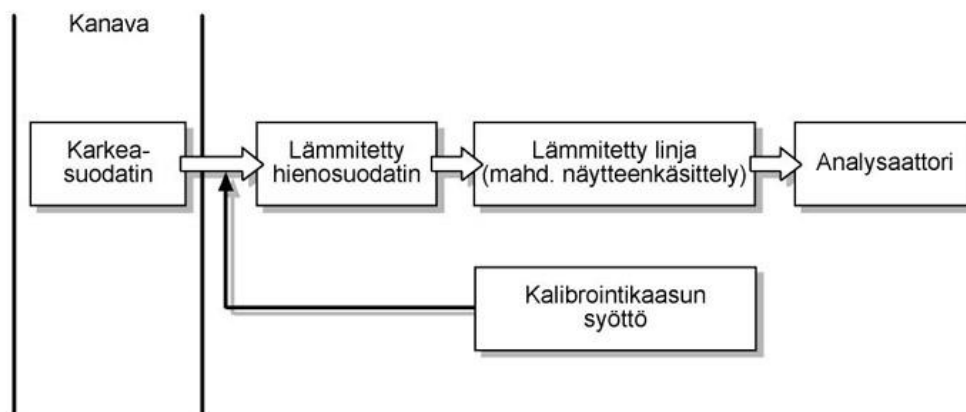 Kanava
Karkea-
suodatin
Lämmitetty
hienosuodatin
Lämmitetty linja
(mahd. näytteenkäsittely)
Analysaattori
Kalibrointikaasun
syöttö